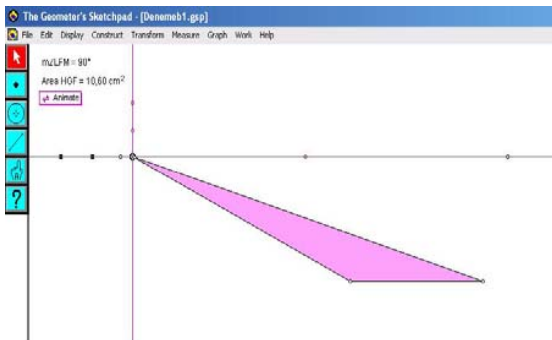 The Geometer's Sketchpad - [Denemeb1.gsp]
File Edit Display Construct Transform Measure Graph Work Help
m∠LFM = 90°
Area HGF = 10,60 cm²
Animate